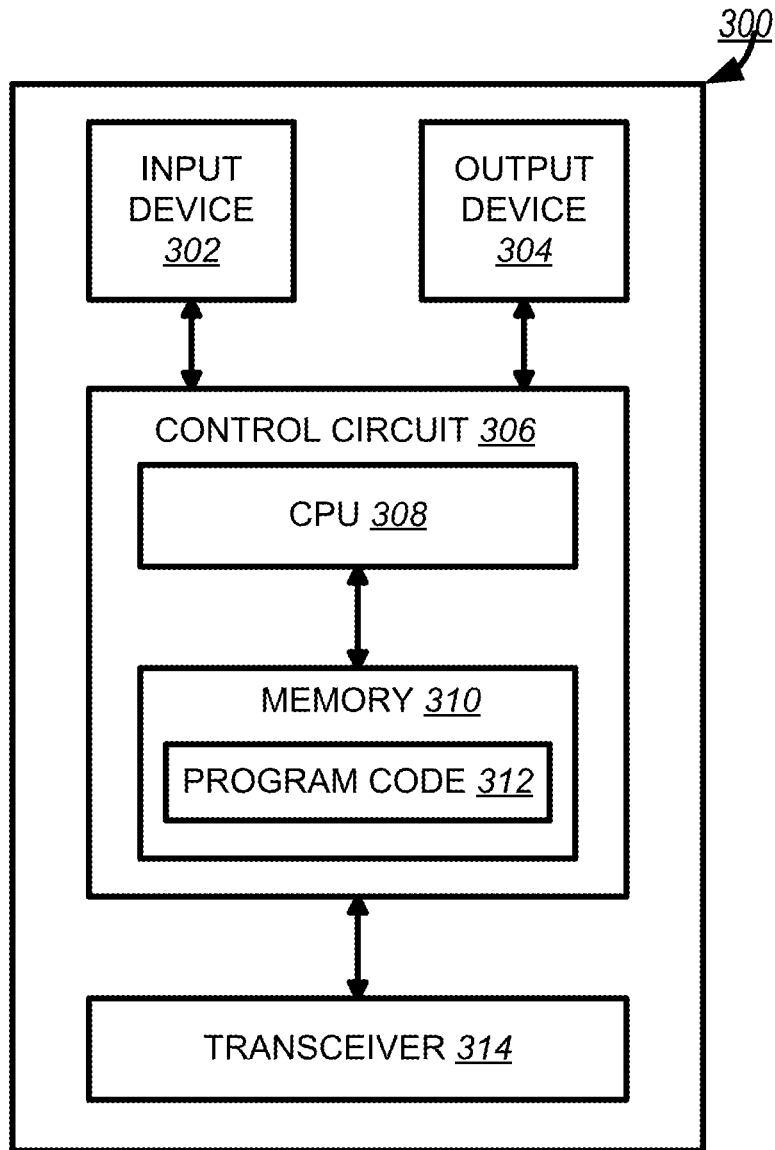 300
INPUT
DEVICE
302
OUTPUT
DEVICE
304
CONTROL CIRCUIT 306
CPU 308
MEMORY 310
PROGRAM CODE 312
TRANSCEIVER 314